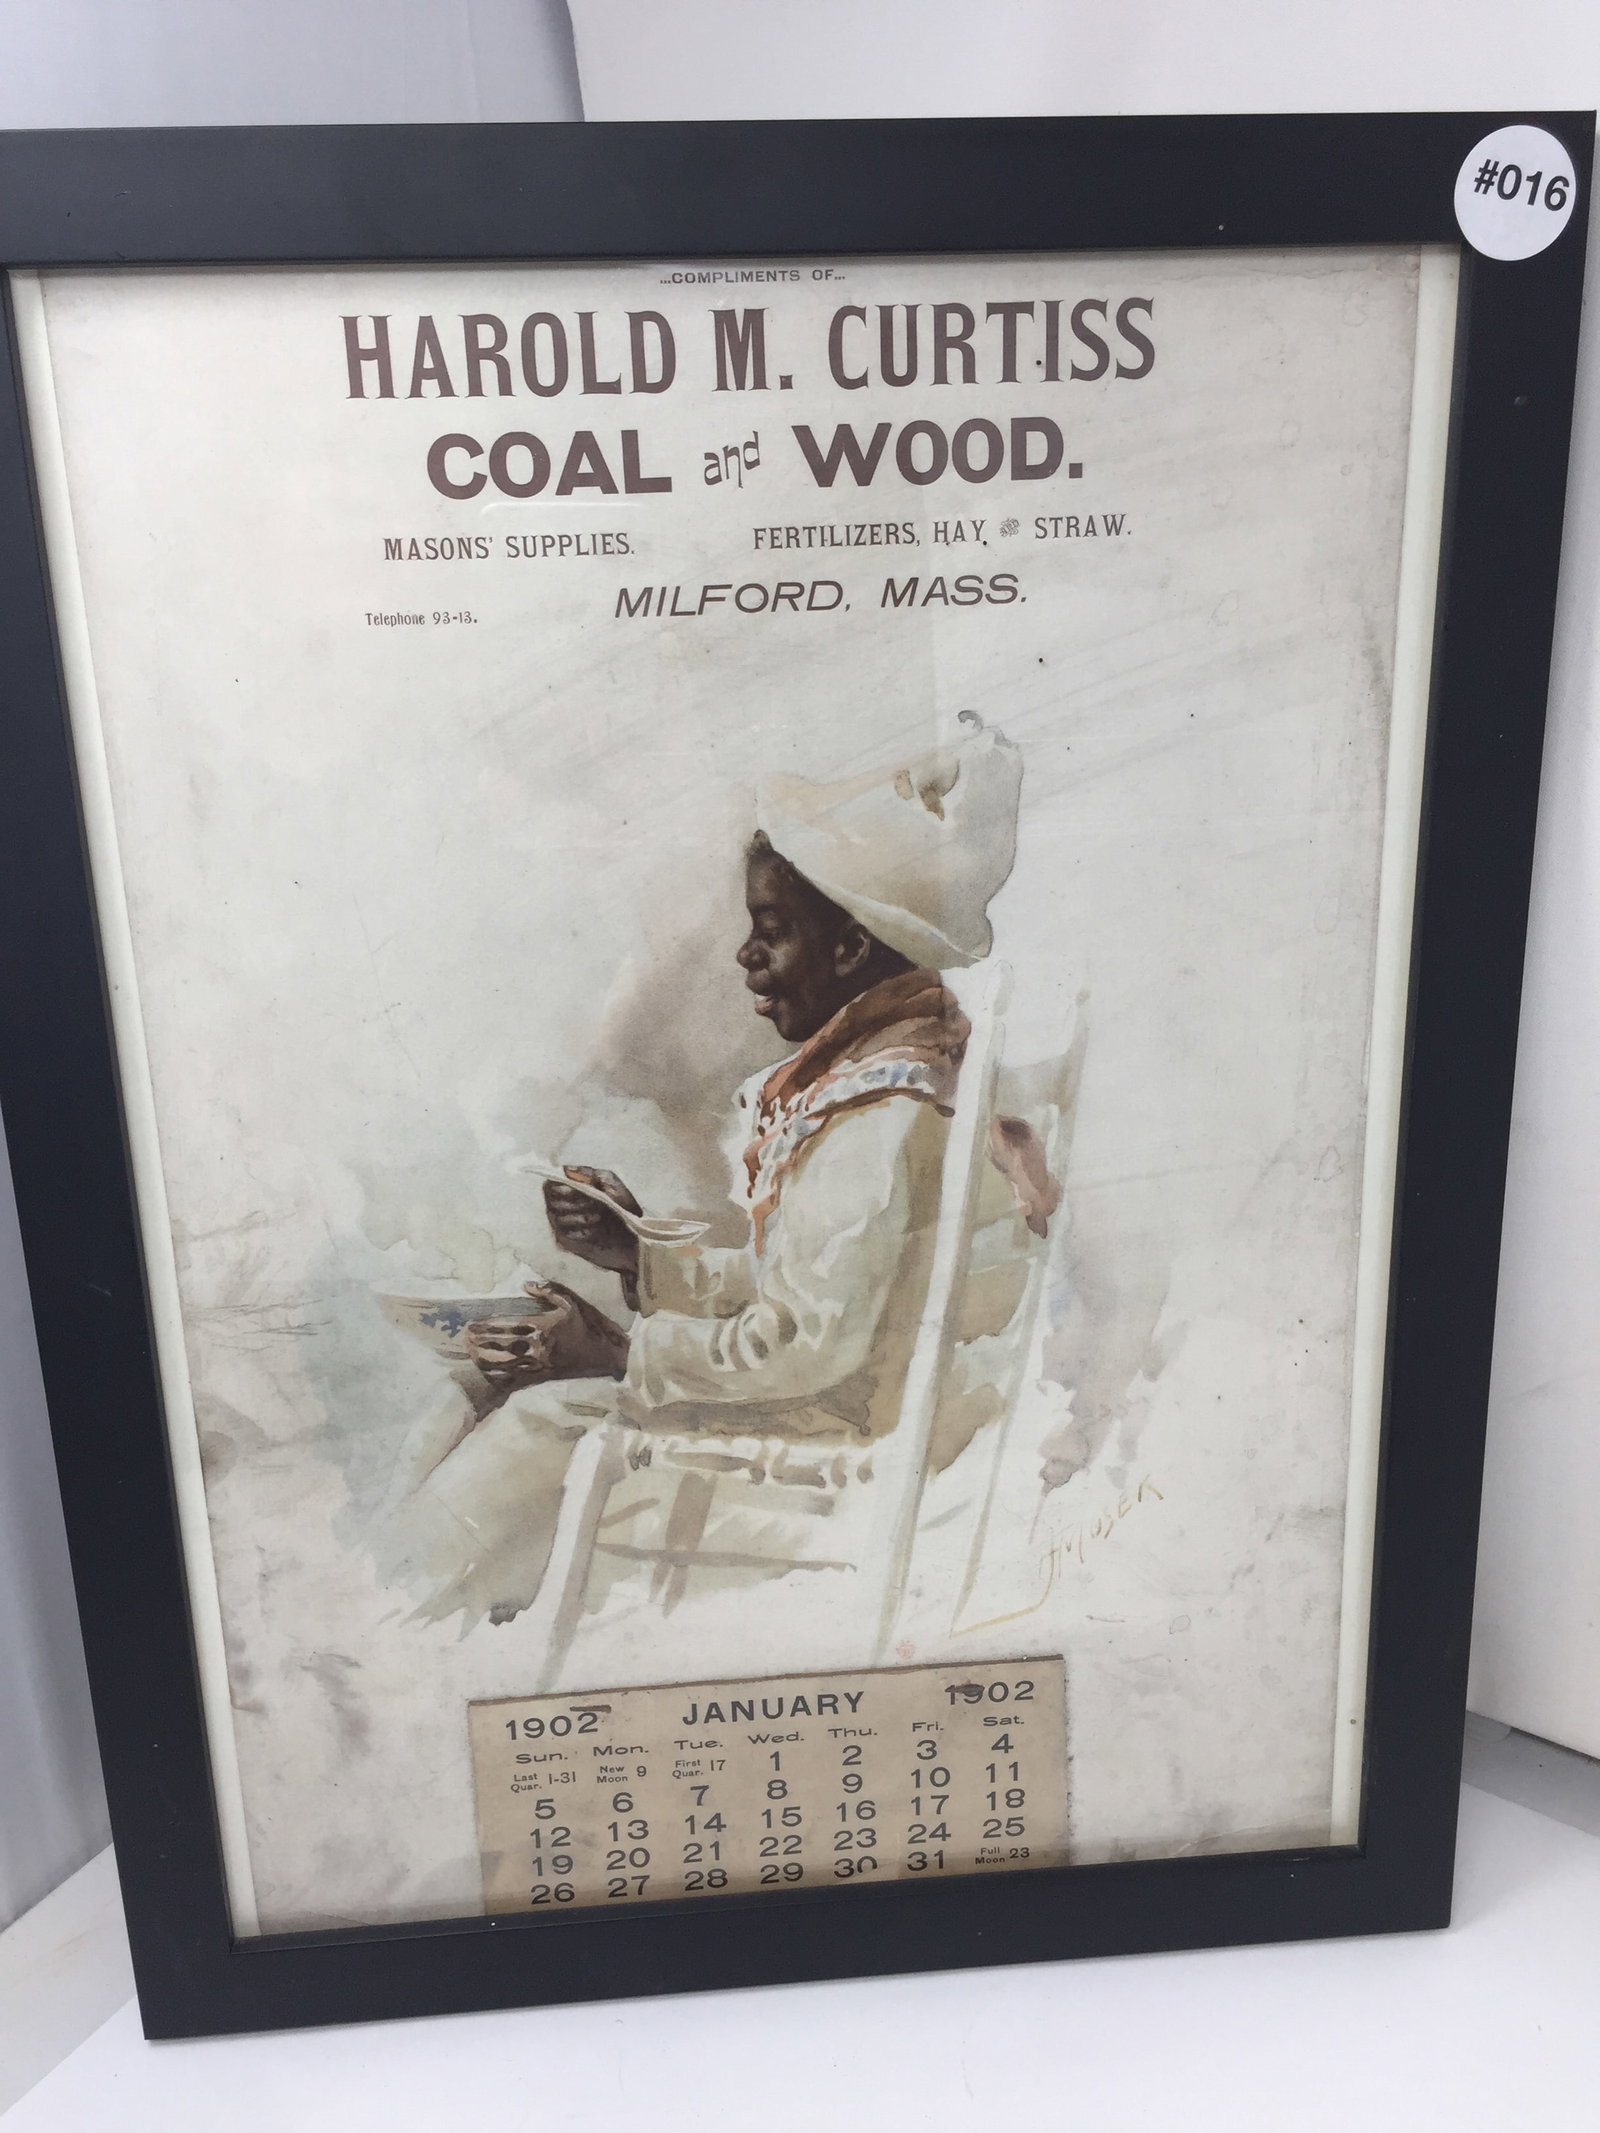 #016
...COMPLIMENTS OF...
HAROLD M. CURTISS
COAL and WOOD.
MASONS' SUPPLIES. FERTILIZERS, HAY, & STRAW.
Telephone 93-13. MILFORD, MASS.
J MOSER
1902 JANUARY 1902
Sun. Mon. Tue. Wed. Thu. Fri. Sat.
Last Quar. 1-31 New Moon 9 First Quar. 17 1 2 3 4
5 6 7 8 9 10 11
12 13 14 15 16 17 18
19 20 21 22 23 24 25
26 27 28 29 30 31 Full Moon 23